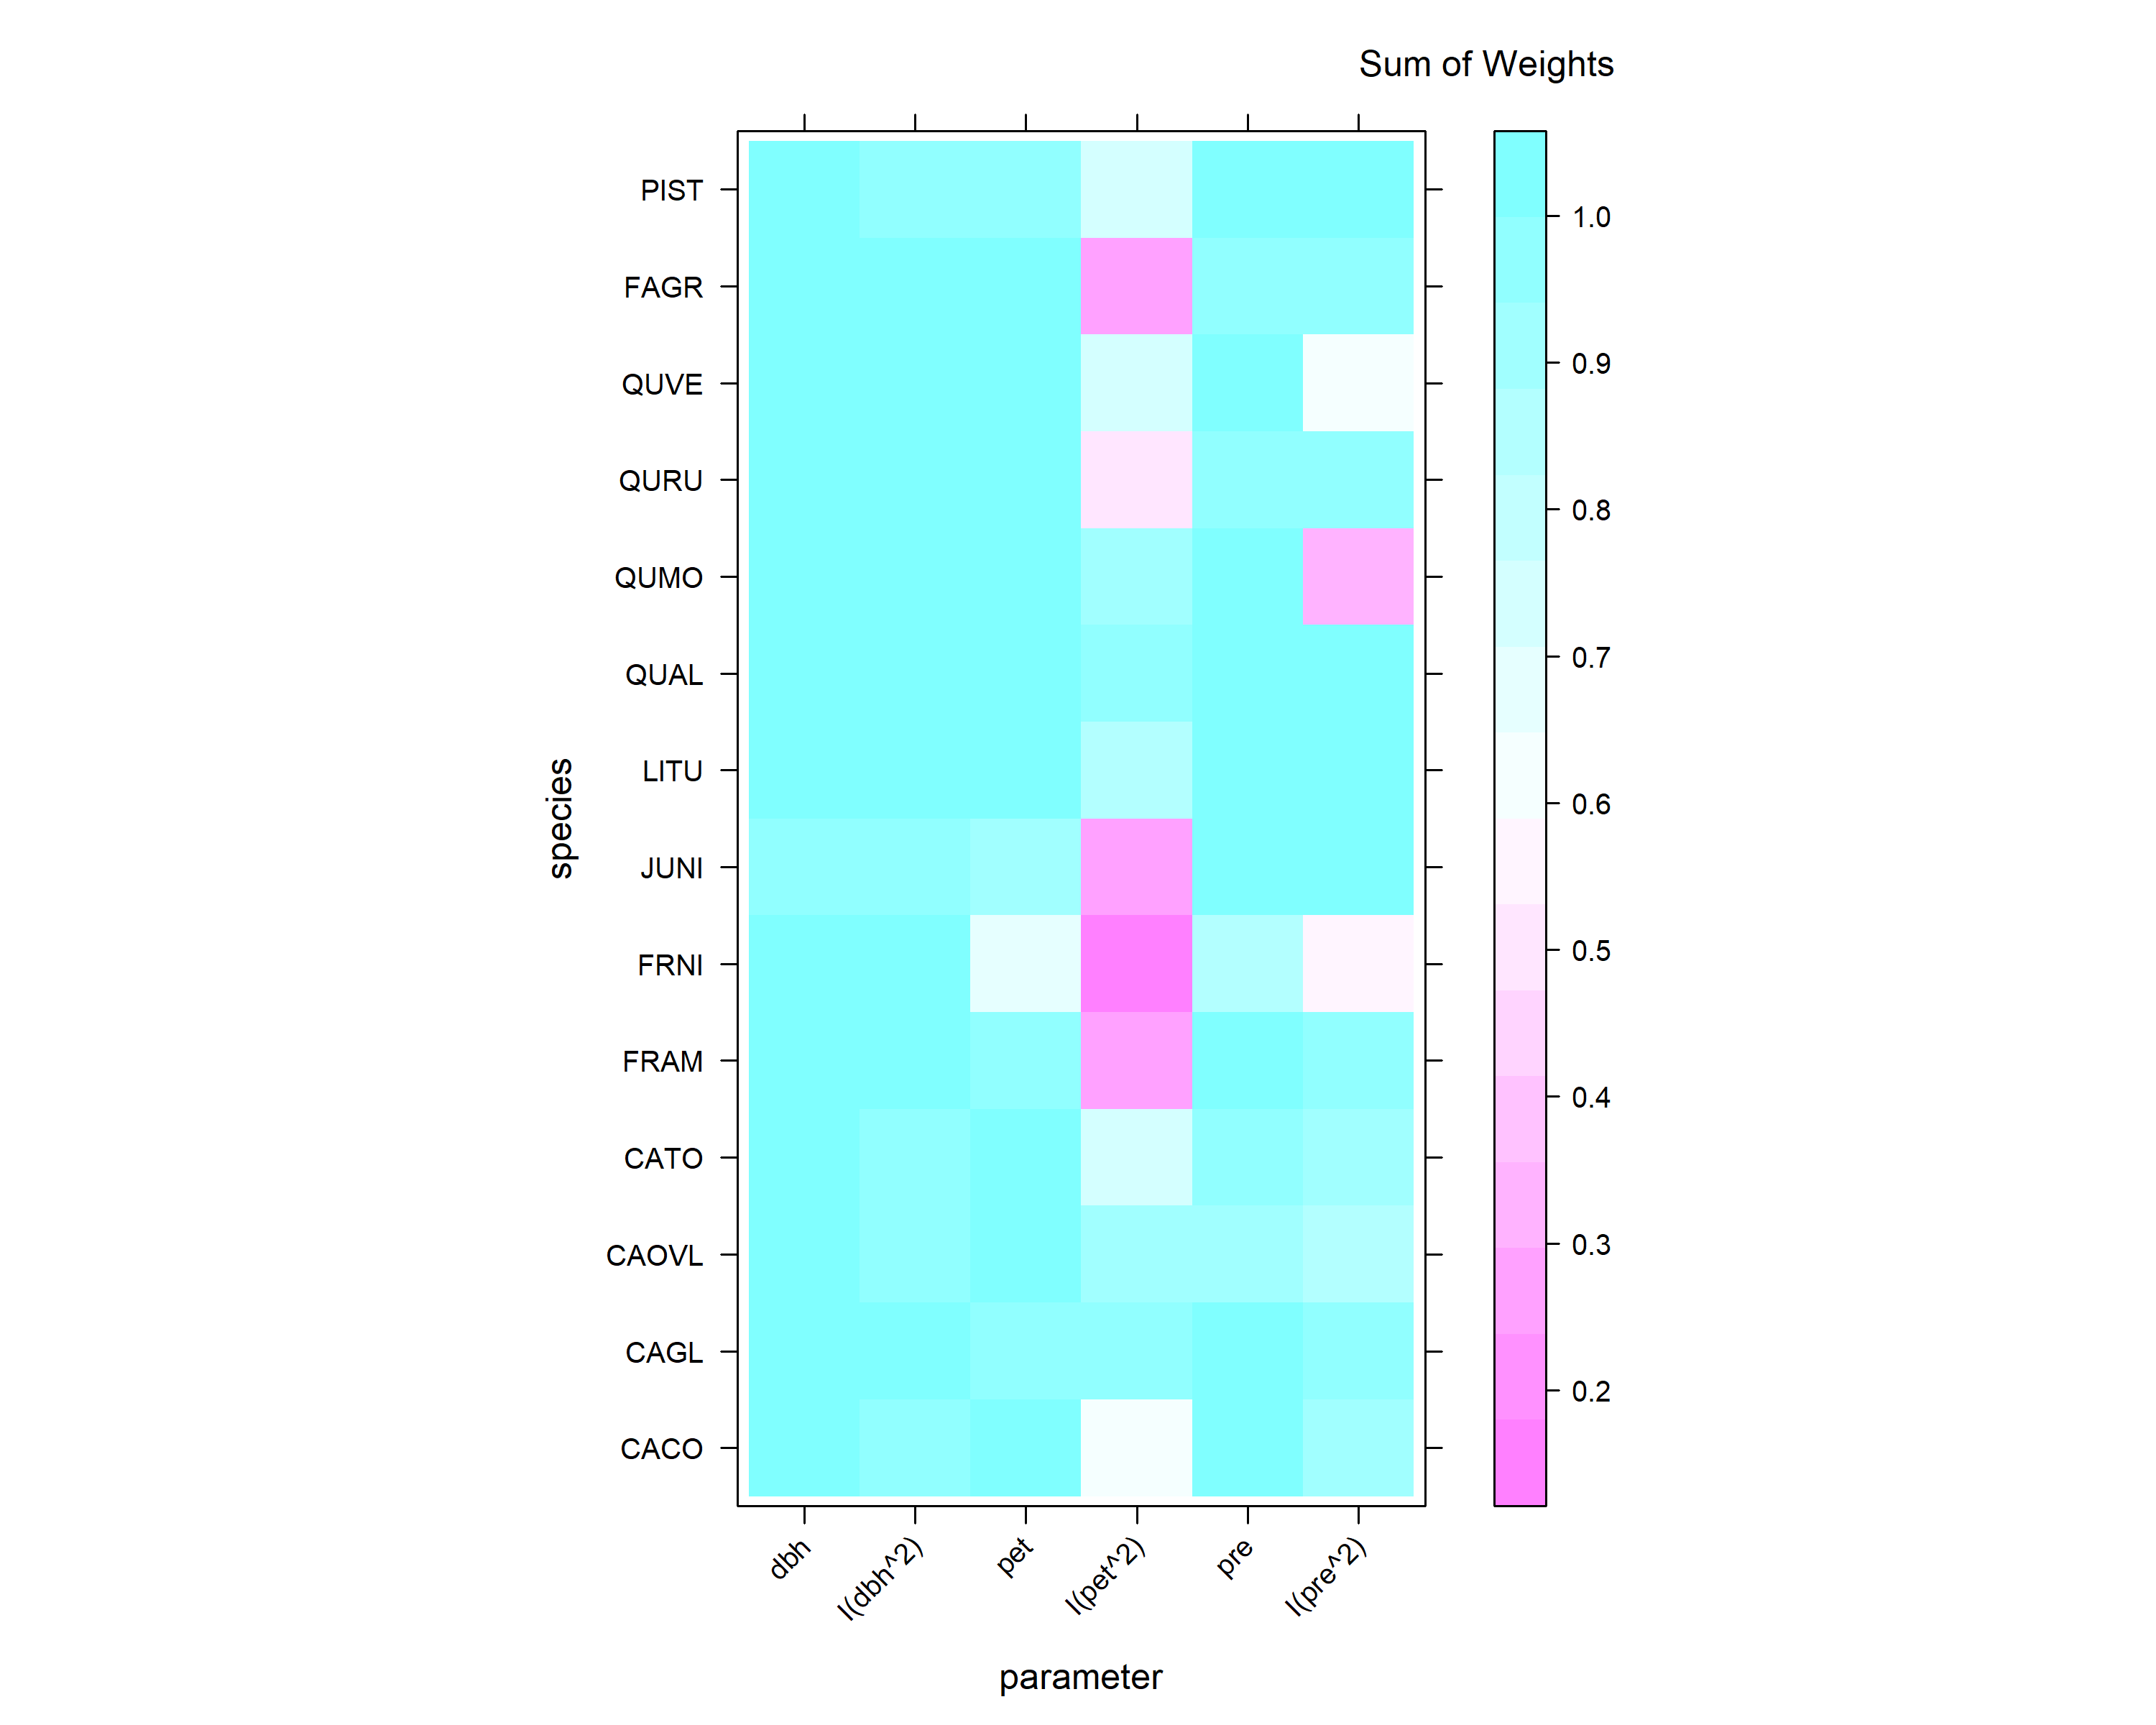 Sum of Weights
PIST
FAGR
QUVE
QURU
QUMO
QUAL
LITU
JUNI
FRNI
FRAM
CATO
CAOVL
CAGL
CACO
species
1.0
0.9
0.8
0.7
0.6
0.5
0.4
0.3
0.2
dbh
I(dbh^2)
pet
I(pet^2)
pre
I(pre^2)
parameter